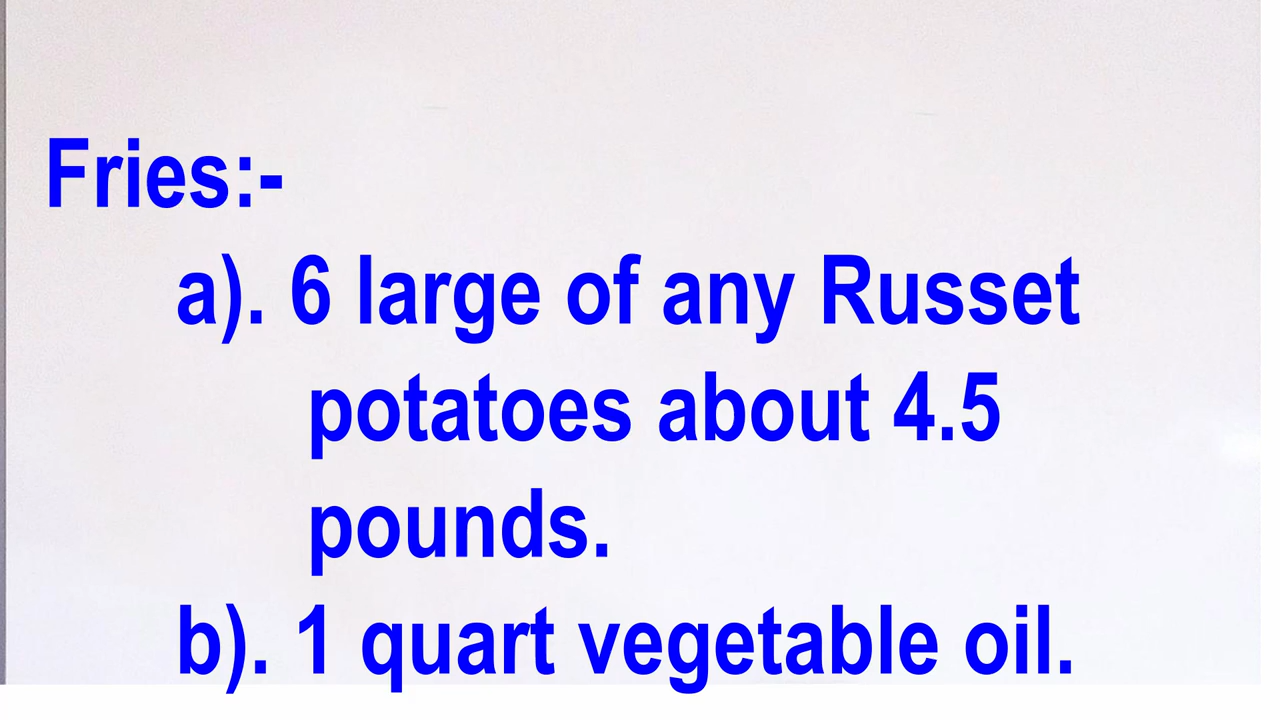 Fries:-
a). 6 large of any Russet
potatoes about 4.5
pounds.
b). 1 quart vegetable oil.